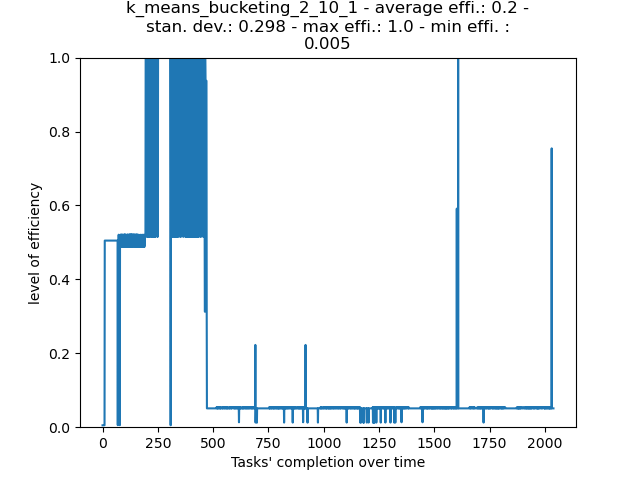 k_means_bucketing_2_10_1 - average effi.: 0.2 -
stan. dev.: 0.298 - max effi.: 1.0 - min effi. :
0.005
1.0
0.8
0.6
0.4
0.2
0.0
level of efficiency
0 250 500 750 1000 1250 1500 1750 2000
Tasks' completion over time